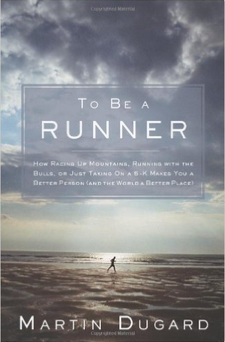 To Be a
Runner
How Racing Up Mountains, Running with the
Bulls, or Just Taking On a 5-K Makes You a
Better Person (and the World a Better Place)
Martin Dugard